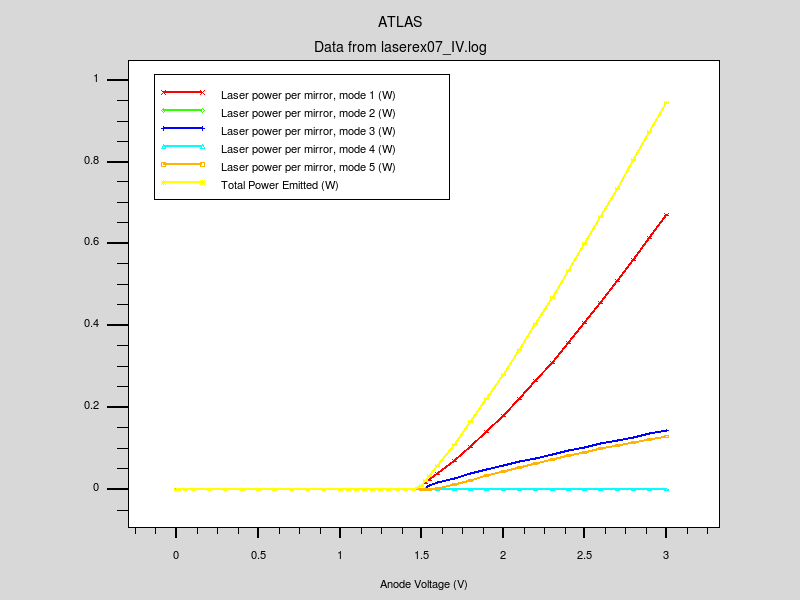 ATLAS
Data from laserex07_IV.log
Laser power per mirror, mode 1 (W)
Laser power per mirror, mode 2 (W)
Laser power per mirror, mode 3 (W)
Laser power per mirror, mode 4 (W)
Laser power per mirror, mode 5 (W)
Total Power Emitted (W)
1
0.8
0.6
0.4
0.2
0
0 0.5 1 1.5 2 2.5 3
Anode Voltage (V)